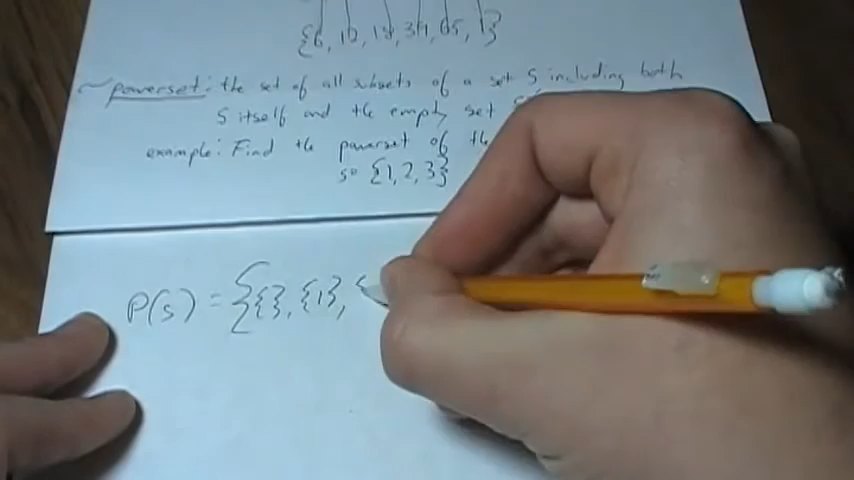 {6, 12, 18, 34, 65, 1}
~powerset: the set of all subsets of a set S including both
S itself and the empty set
example: Find the powerset of the
S= {1, 2, 3}
P(S) = {{}, {1}, {